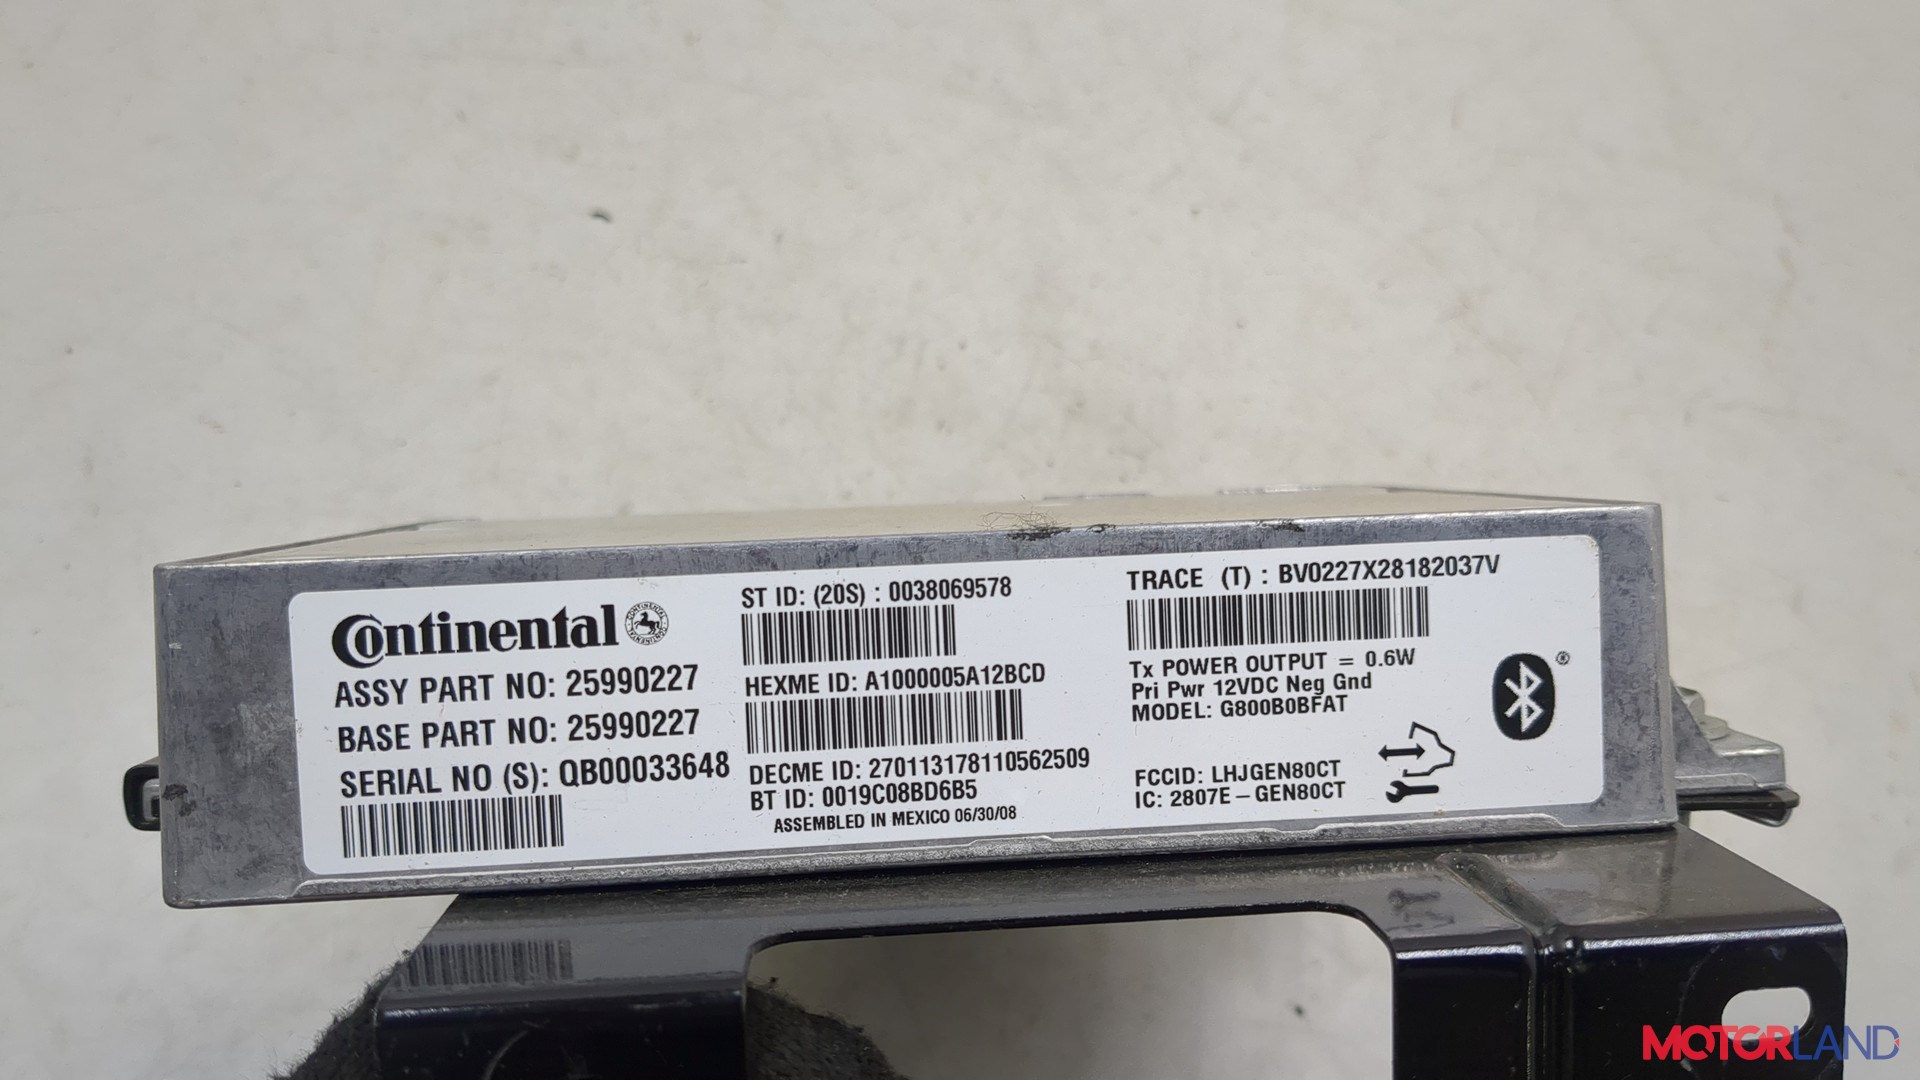 Continental
ASSY PART NO: 25990227
BASE PART NO: 25990227
SERIAL NO (S): QB00033648
ST ID: (20S) : 0038069578
HEXME ID: A1000005A12BCD
DECME ID: 270113178110562509
BT ID: 0019C08BD6B5
ASSEMBLED IN MEXICO 06/30/08
TRACE (T) : BV0227X28182037V
Tx POWER OUTPUT = 0.6W
Pri Pwr 12VDC Neg Gnd
MODEL: G800B0BFAT
FCCID: LHJGEN80CT
IC: 2807E – GEN80CT
MOTORLAND